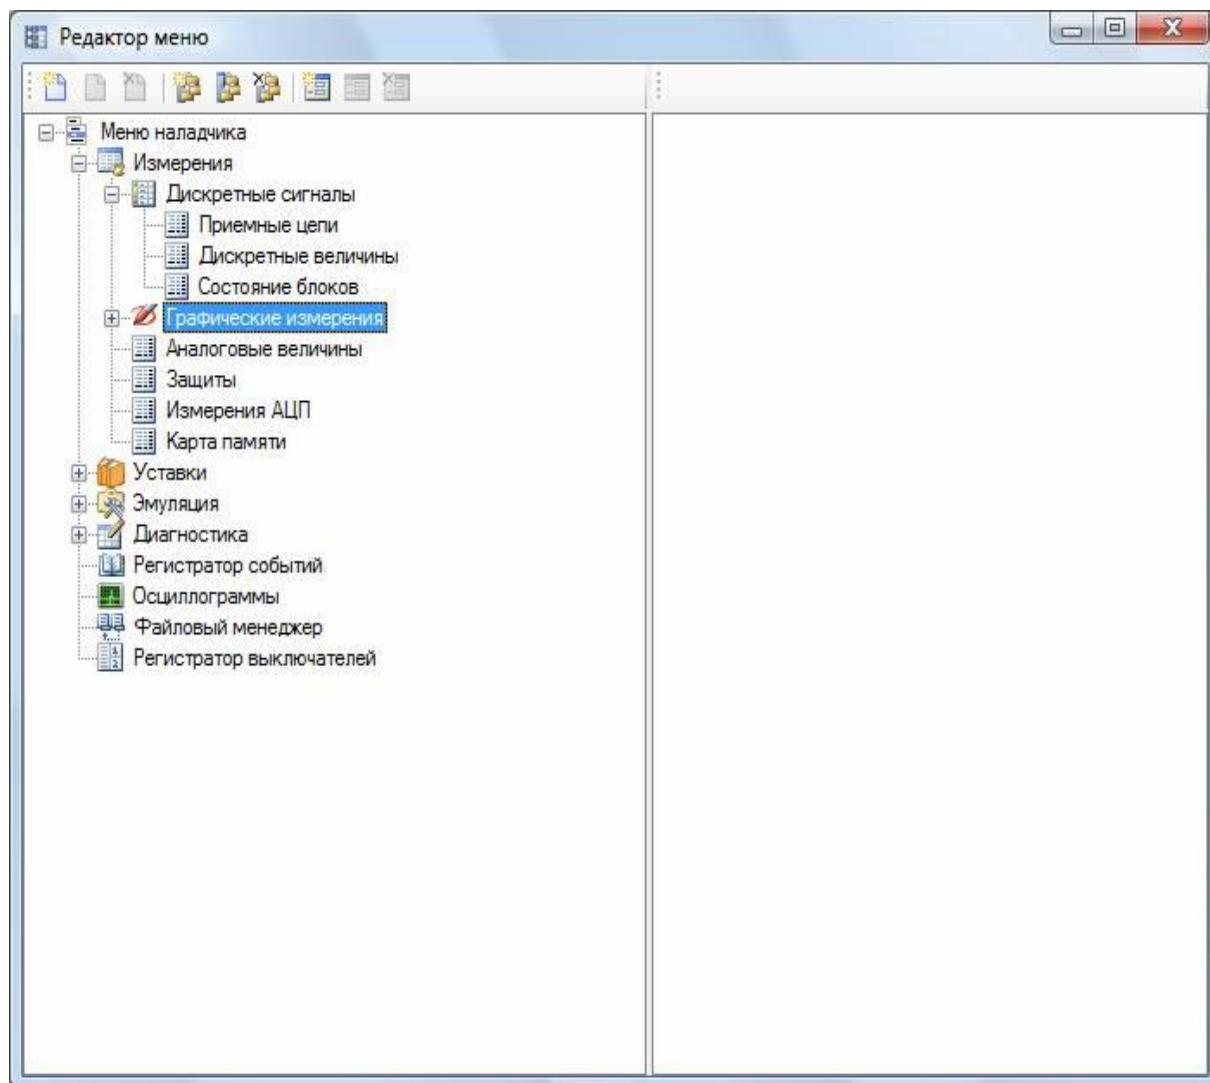 Редактор меню
Меню наладчика
Измерения
Дискретные сигналы
Приемные цепи
Дискретные величины
Состояние блоков
Графические измерения
Аналоговые величины
Защиты
Измерения АЦП
Карта памяти
Уставки
Эмуляция
Диагностика
Регистратор событий
Осциллограммы
Файловый менеджер
Регистратор выключателей